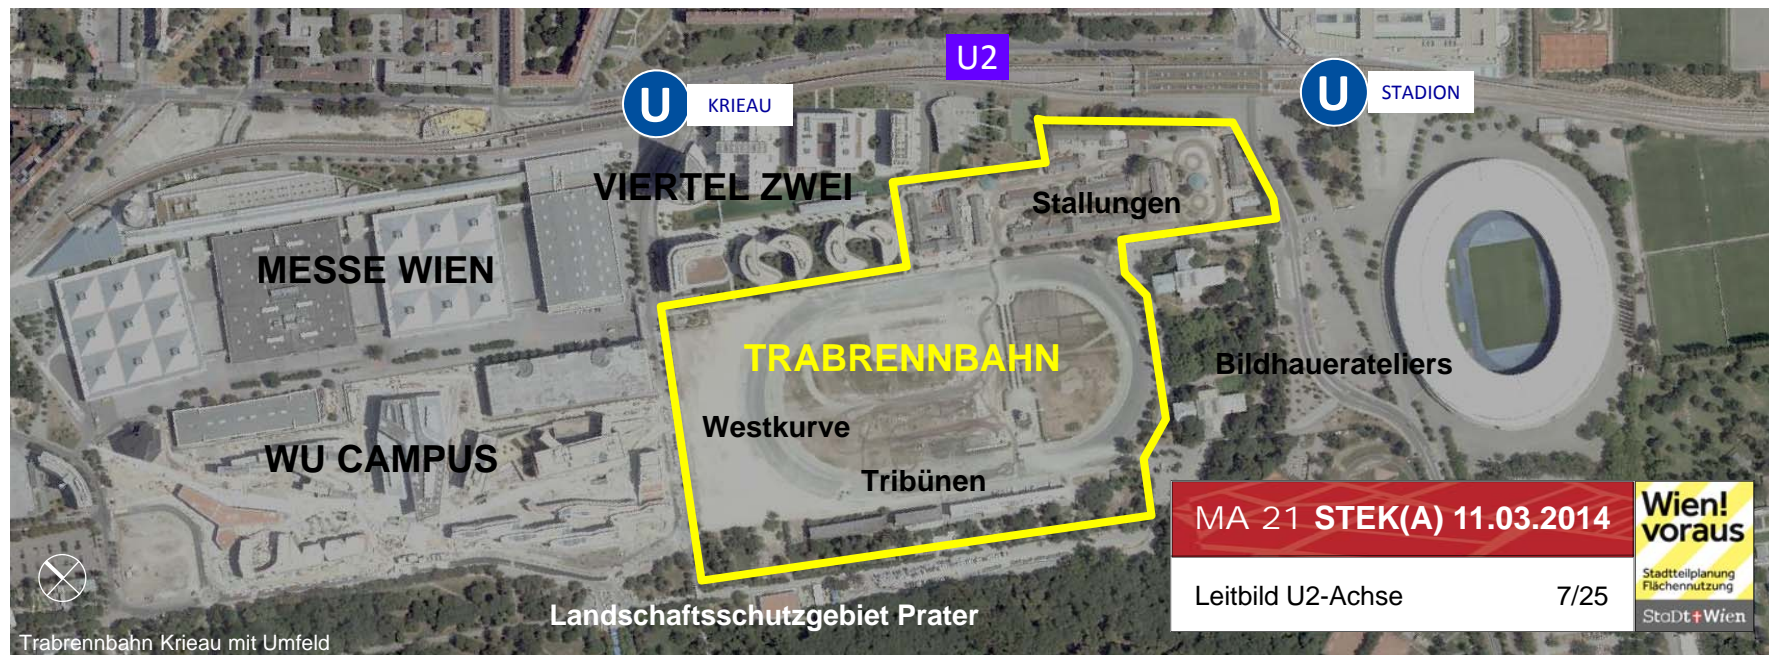 U2
U
KRIEAU
U
STADION
VIERTEL ZWEI
Stallungen
MESSE WIEN
TRABRENNBAHN
Bildhauerateliers
Westkurve
WU CAMPUS
Tribünen
MA 21 STEK(A) 11.03.2014
Leitbild U2-Achse 7/25
Wien!
voraus
Stadtteilplanung
Flächennutzung
StaDt+Wien
Landschaftsschutzgebiet Prater
Trabrennbahn Krieau mit Umfeld